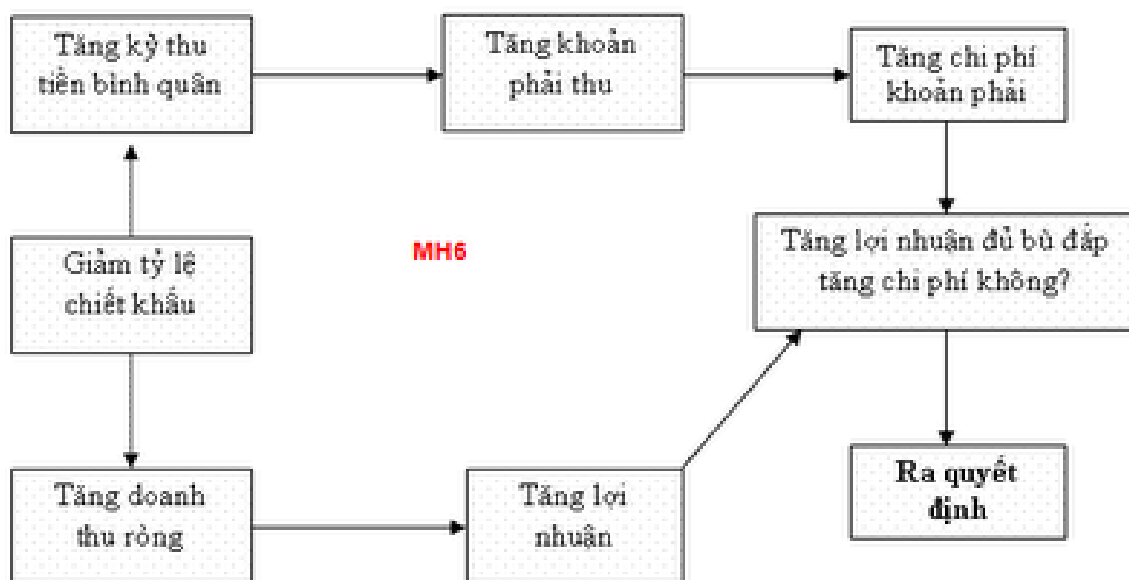 Tăng kỳ thu
tiền bình quân
Tăng khoản
phải thu
Tăng chi phí
khoản phải
Giảm tỷ lệ
chiết khấu
MH6
Tăng lợi nhuận đủ bù đắp
tăng chi phí không?
Tăng doanh
thu ròng
Tăng lợi
nhuận
Ra quyết
định